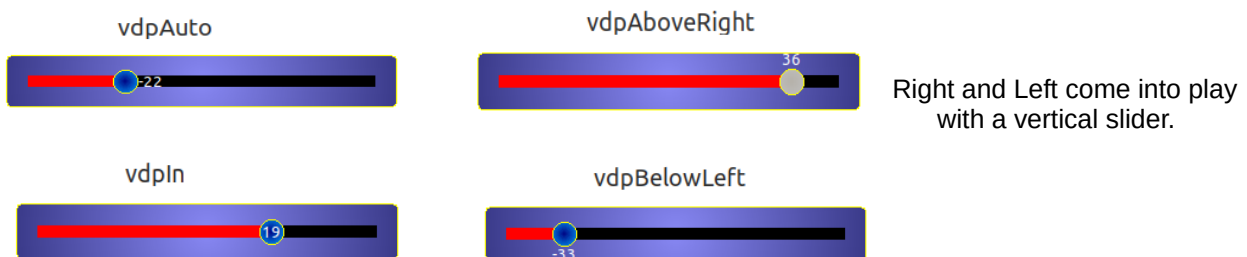 vdpAuto
-22
vdpAboveRight
36
Right and Left come into play
with a vertical slider.
vdpIn
19
vdpBelowLeft
-33